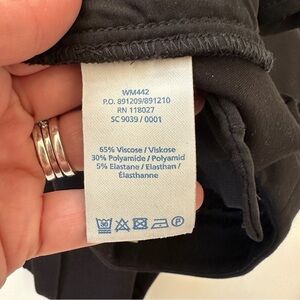 WM442
P.O. 891209/891210
RN 118027
SC 9039 / 0001
65% Viscose / Viskose
30% Polyamide / Polyamid
5% Elastane / Elasthan /
Élasthanne